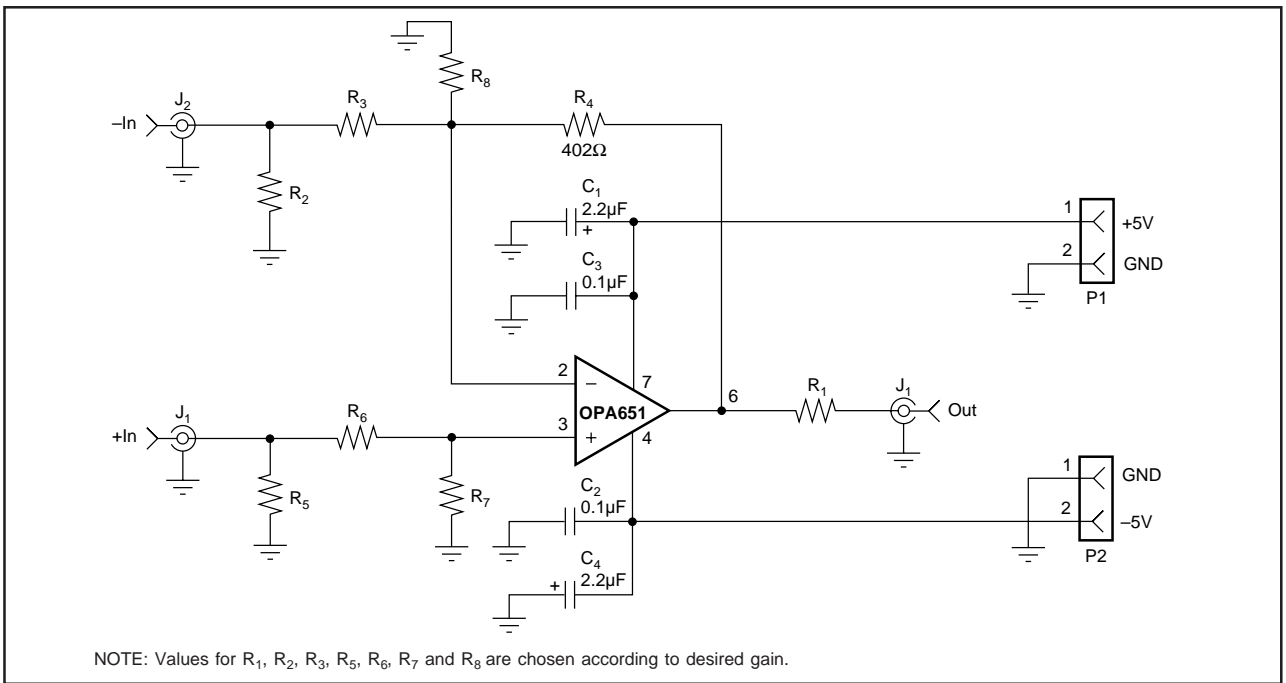 R8
J2
R3
R4
–In
402Ω
R2
C1
2.2µF
+
1
+5V
C3
0.1µF
2
GND
P1
2
–
7
OPA651
6
R1
J1
Out
J1
R6
+In
3
+
4
R5
R7
C2
0.1µF
1
GND
2
–5V
P2
C4
+
2.2µF
NOTE: Values for R1, R2, R3, R5, R6, R7 and R8 are chosen according to desired gain.